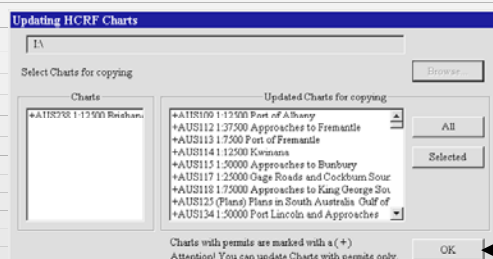 Updating HCRF Charts
I:\
Select Charts for copying
Browse...
Charts
Updated Charts for copying
+AUS238 1:12500 Brisban
+AUS109 1:12500 Port of Albany
+AUS112 1:37500 Approaches to Fremantle
+AUS113 1:7500 Port of Fremantle
+AUS114 1:12500 Kwinana
+AUS115 1:50000 Approaches to Bunbury
+AUS117 1:25000 Gage Roads and Cockburn Soun
+AUS118 1:75000 Approaches to King George Sou
+AUS125 (Plans) Plans in South Australia Gulf of
+AUS134 1:50000 Port Lincoln and Approaches
All
Selected
Charts with permits are marked with a (+)
Attention! You can update Charts with permits only
OK